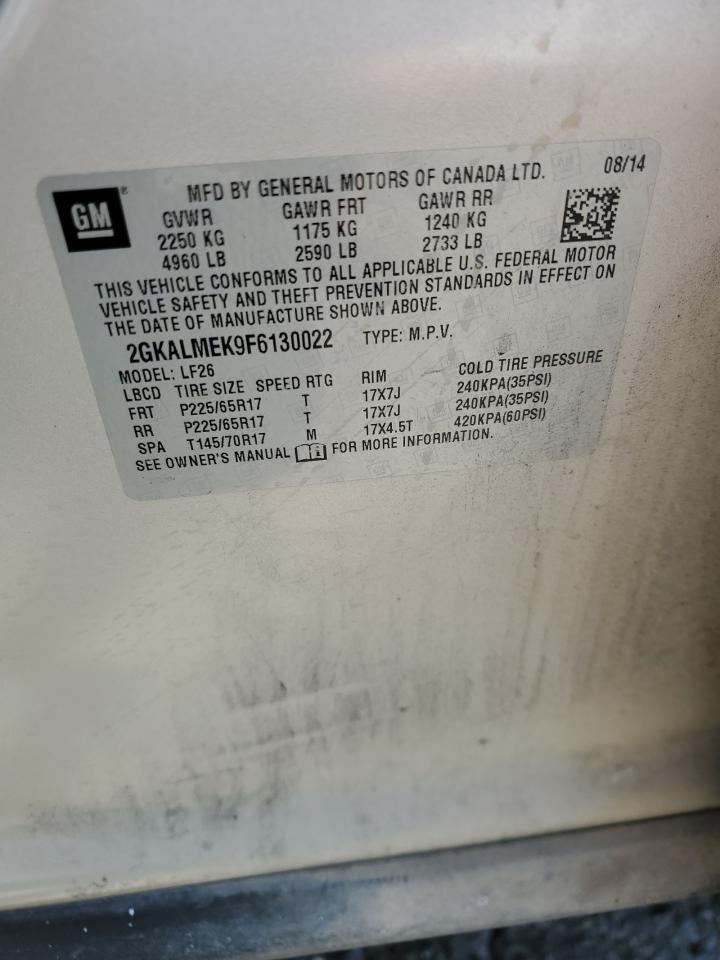 GM®
MFD BY GENERAL MOTORS OF CANADA LTD. 08/14
GVWR GAWR FRT GAWR RR
2250 KG 1175 KG 1240 KG
4960 LB 2590 LB 2733 LB
THIS VEHICLE CONFORMS TO ALL APPLICABLE U.S. FEDERAL MOTOR
VEHICLE SAFETY AND THEFT PREVENTION STANDARDS IN EFFECT ON
THE DATE OF MANUFACTURE SHOWN ABOVE.
2GKALMEK9F6130022 TYPE: M.P.V.
MODEL: LF26
LBCD TIRE SIZE SPEED RTG RIM COLD TIRE PRESSURE
FRT P225/65R17 T 17X7J 240KPA(35PSI)
RR P225/65R17 T 17X7J 240KPA(35PSI)
SPA T145/70R17 M 17X4.5T 420KPA(60PSI)
SEE OWNER'S MANUAL FOR MORE INFORMATION.